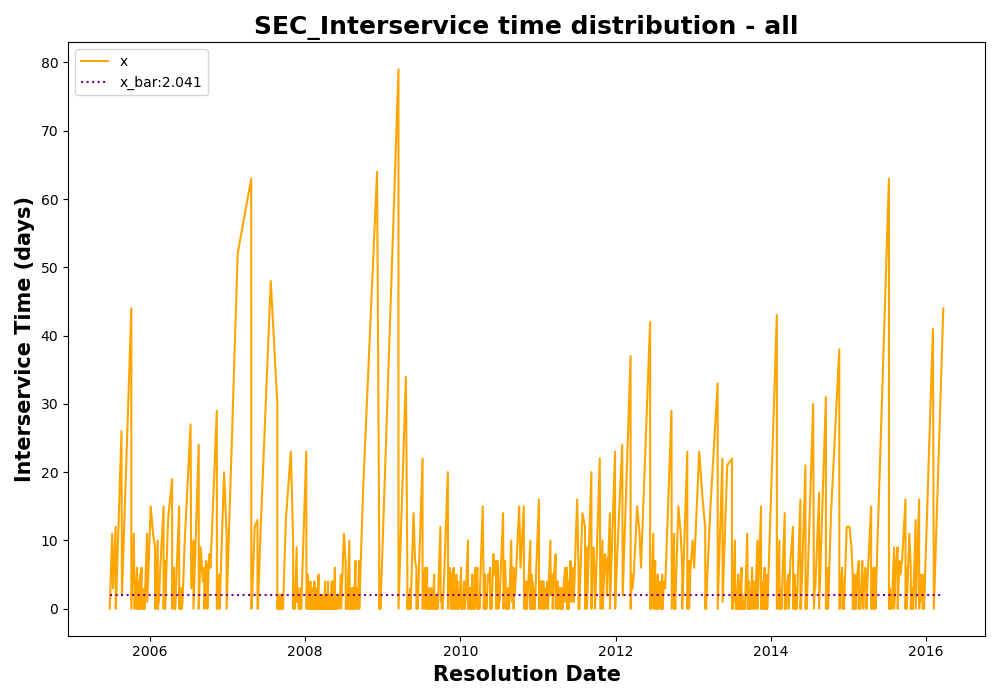 SEC_Interservice time distribution - all
x
x_bar:2.041
Interservice Time (days)
80
70
60
50
40
30
20
10
0
2006 2008 2010 2012 2014 2016
Resolution Date